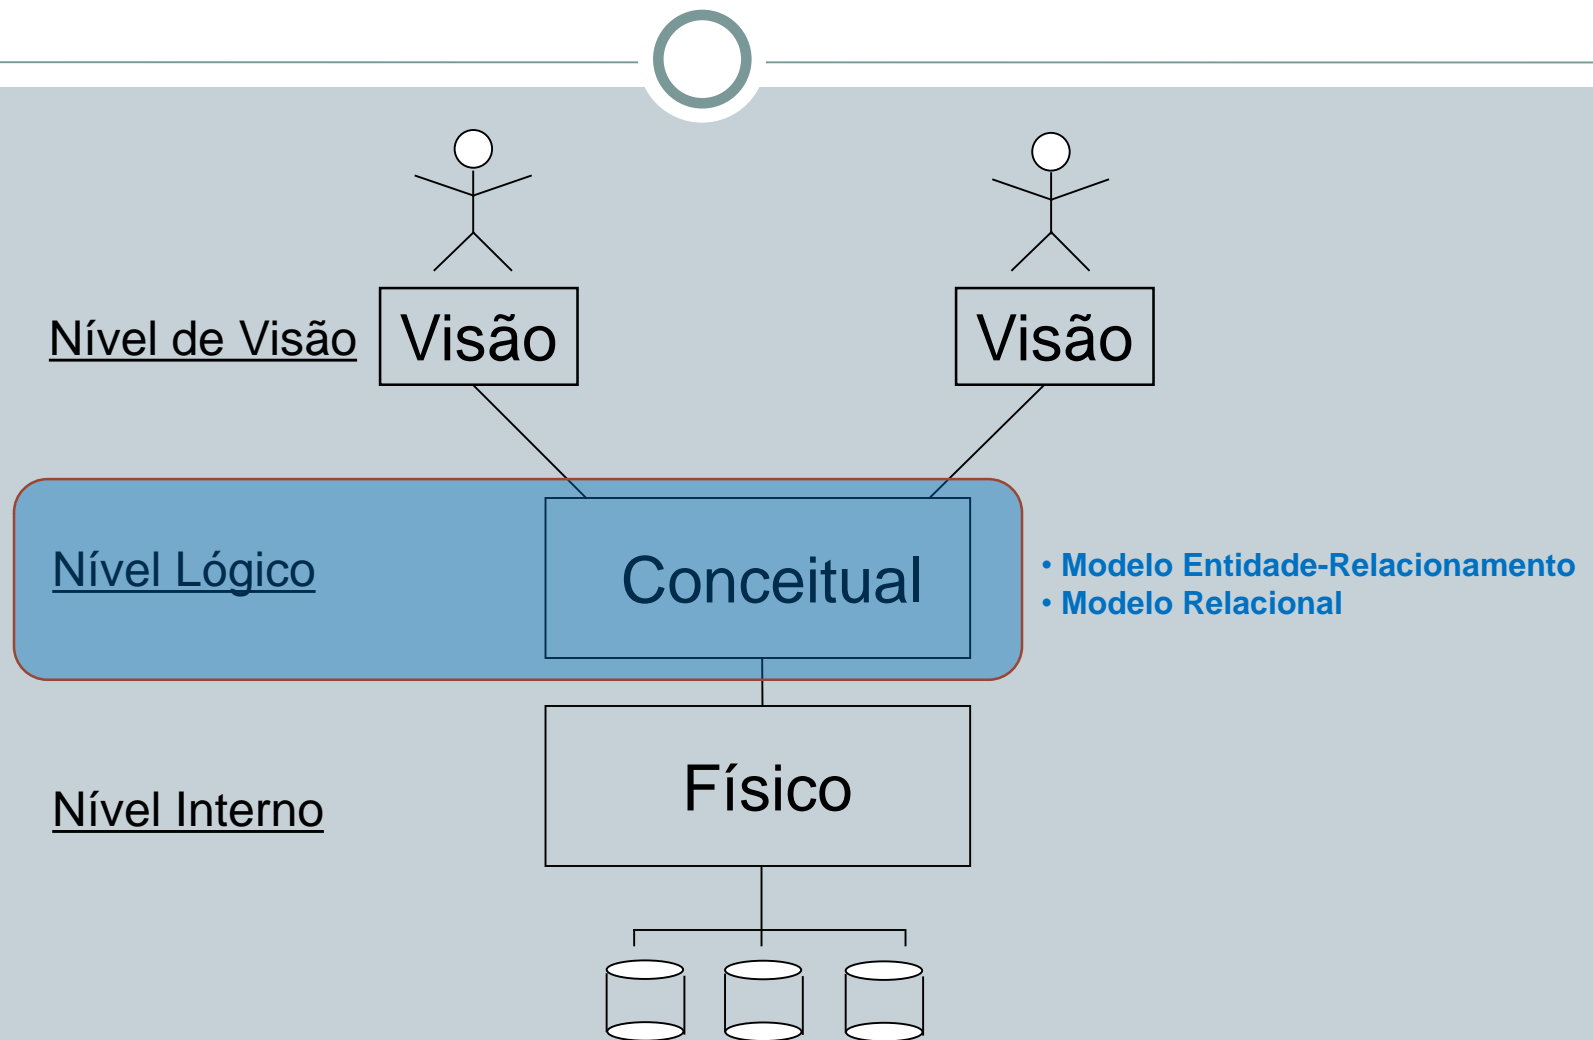 Nível de Visão
Visão
Visão
Nível Lógico
Conceitual
• Modelo Entidade-Relacionamento
• Modelo Relacional
Físico
Nível Interno